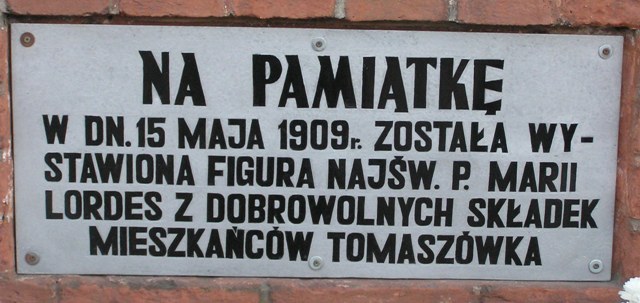 NA PAMIĄTKĘ
W DN. 15 MAJA 1909r. ZOSTAŁA WY-
STAWIONA FIGURA NAJŚW. P. MARII
LORDES Z DOBROWOLNYCH SKŁADEK
MIESZKAŃCÓW TOMASZÓWKA